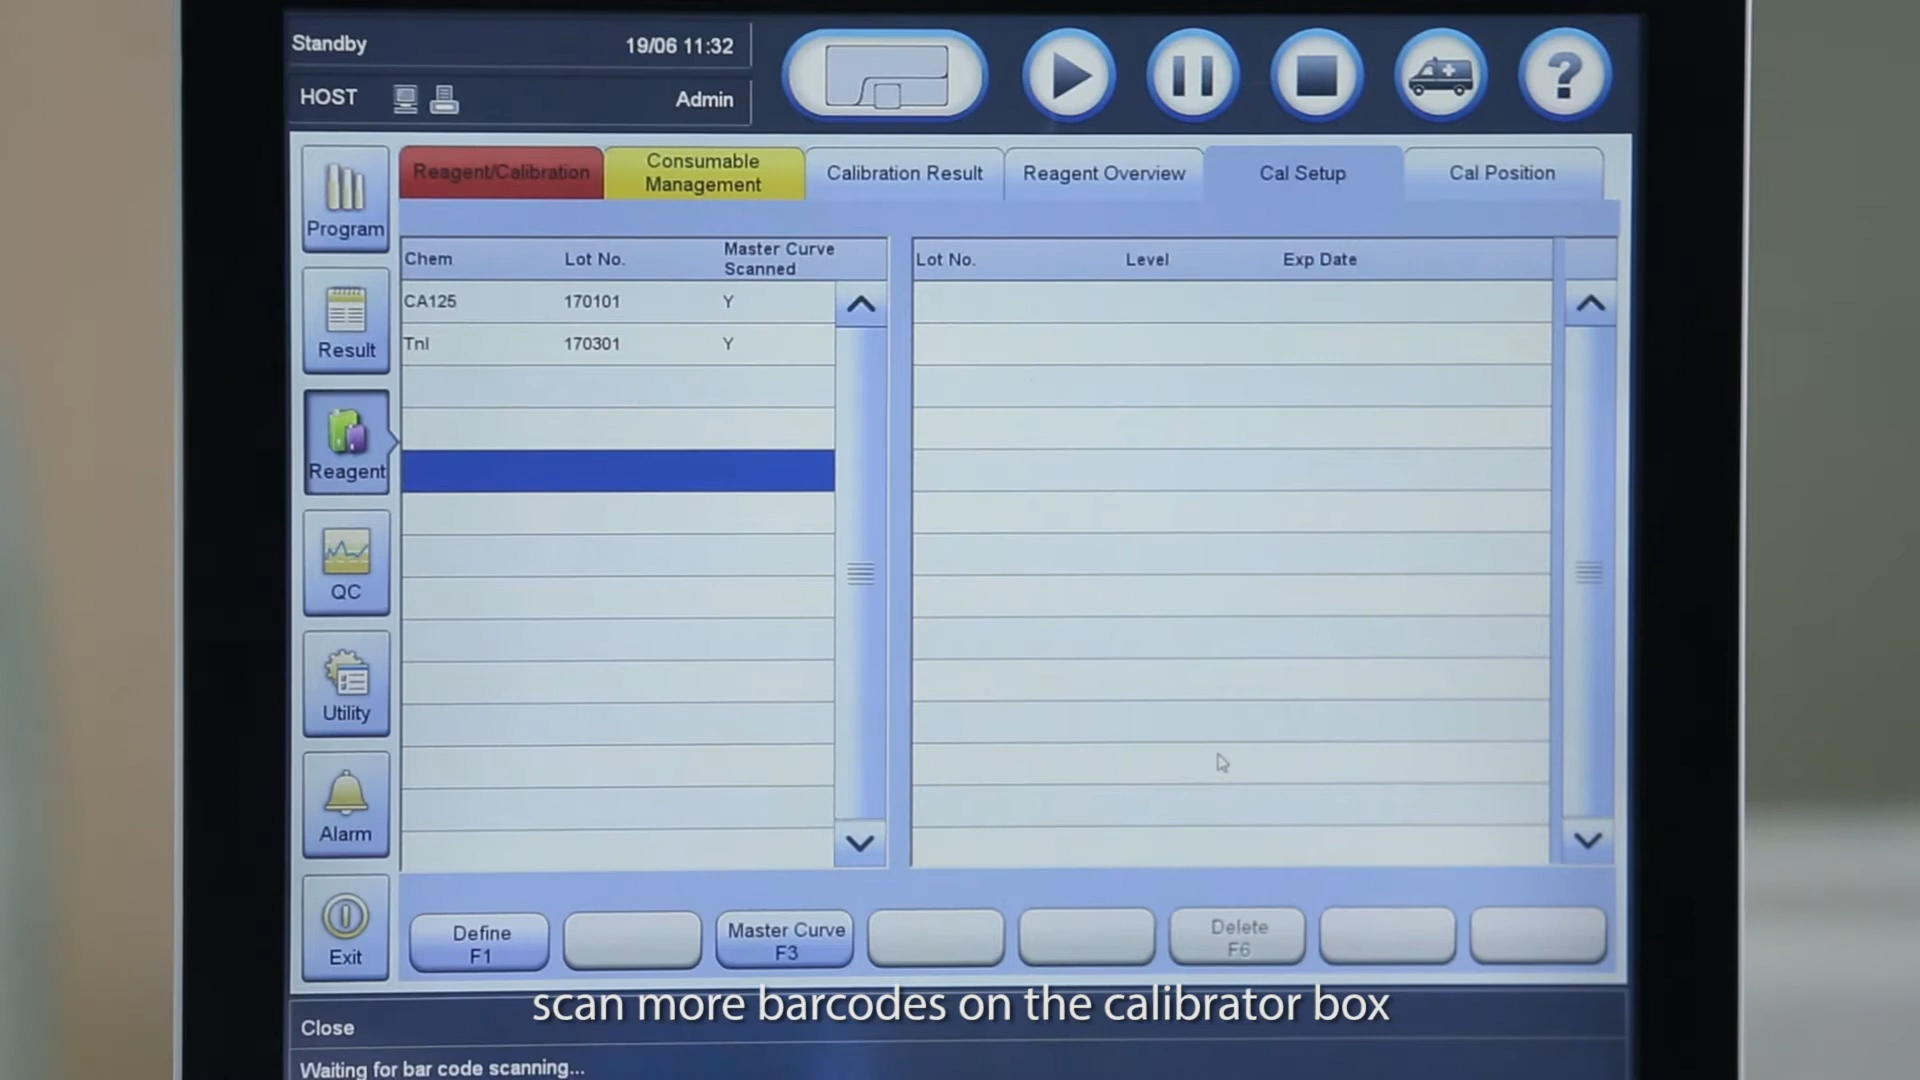 Standby 19/06 11:32
HOST Admin
?
Reagent/Calibration
Consumable
Management
Calibration Result
Reagent Overview
Cal Setup
Cal Position
Program
Result
Reagent
QC
Utility
Alarm
Exit
Chem Lot No. Master Curve
Scanned
CA125 170101 Y
TnI 170301 Y
Lot No. Level Exp Date
Define
F1
Master Curve
F3
Delete
F6
scan more barcodes on the calibrator box
Close
Waiting for bar code scanning...